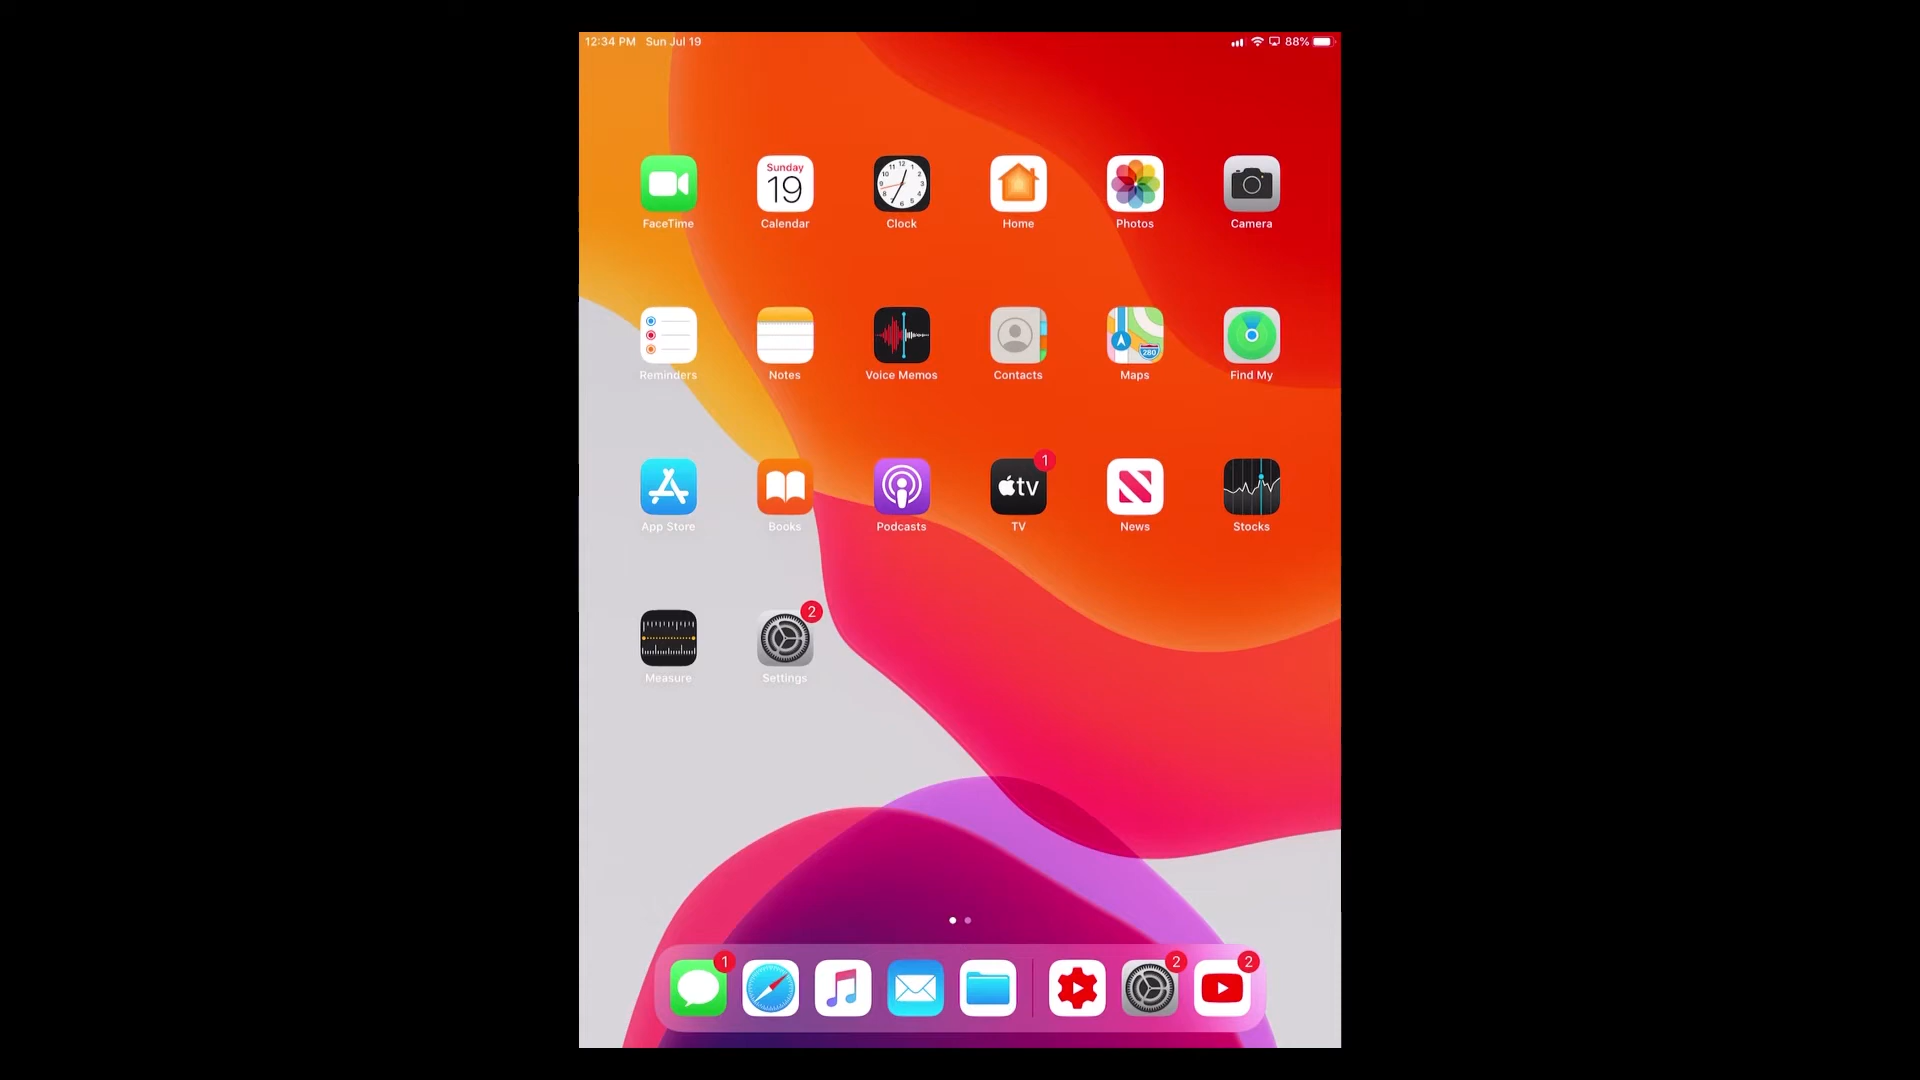 12:34 PM Sun Jul 19
88%
Sunday
19
FaceTime
Calendar
Clock
Home
Photos
Camera
280
Reminders
Notes
Voice Memos
Contacts
Maps
Find My
tv
1
App Store
Books
Podcasts
TV
News
Stocks
2
Measure
Settings
1
2
2